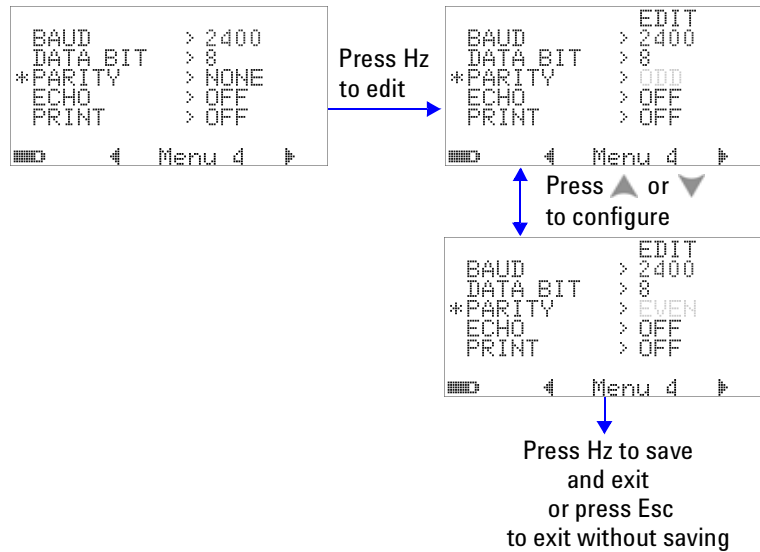 BAUD > 2400
DATA BIT > 8
*PARITY > NONE
ECHO > OFF
PRINT > OFF
Menu 4
Press Hz
to edit
EDIT
BAUD > 2400
DATA BIT > 8
*PARITY > ODD
ECHO > OFF
PRINT > OFF
Menu 4
Press ▲ or ▼
to configure
EDIT
BAUD > 2400
DATA BIT > 8
*PARITY > EVEN
ECHO > OFF
PRINT > OFF
Menu 4
Press Hz to save
and exit
or press Esc
to exit without saving